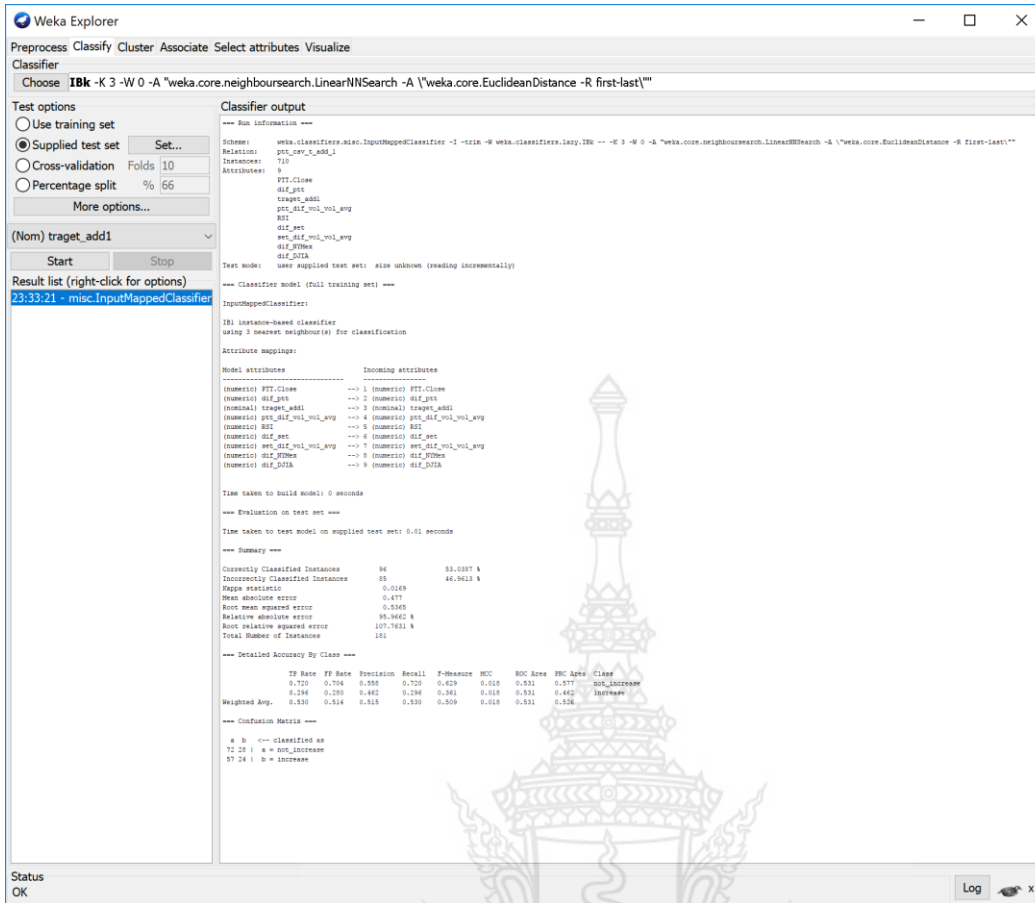 Weka Explorer
Preprocess Classify Cluster Associate Select attributes Visualize
Classifier
Choose IBk -K 3 -W 0 -A "weka.core.neighboursearch.LinearNNSearch -A \"weka.core.EuclideanDistance -R first-last\""
Test options
Use training set
Supplied test set Set...
Cross-validation Folds 10
Percentage split % 66
More options...
(Nom) traget_add1
Start Stop
Result list (right-click for options)
23:33:21 - misc.InputMappedClassifier
Classifier output
=== Run information ===
Scheme: weka.classifiers.misc.InputMappedClassifier -I -trim -W weka.classifiers.lazy.IBk -- -K 3 -W 0 -A "weka.core.neighboursearch.LinearNNSearch -A \"weka.core.EuclideanDistance -R first-last\""
Relation: ptt_csv_t_add_1
Instances: 710
Attributes: 9
PTT.Close
dif_ptt
traget_add1
ptt_dif_vol_vol_avg
RSI
dif_set
set_dif_vol_vol_avg
dif_NYMex
dif_DJIA
Test mode: user supplied test set: size unknown (reading incrementally)
=== Classifier model (full training set) ===
InputMappedClassifier:
IB1 instance-based classifier
using 3 nearest neighbour(s) for classification
Attribute mappings:
Model attributes Incoming attributes
------------------------------ ----------------
(numeric) PTT.Close --> 1 (numeric) PTT.Close
(numeric) dif_ptt --> 2 (numeric) dif_ptt
(nominal) traget_add1 --> 3 (nominal) traget_add1
(numeric) ptt_dif_vol_vol_avg --> 4 (numeric) ptt_dif_vol_vol_avg
(numeric) RSI --> 5 (numeric) RSI
(numeric) dif_set --> 6 (numeric) dif_set
(numeric) set_dif_vol_vol_avg --> 7 (numeric) set_dif_vol_vol_avg
(numeric) dif_NYMex --> 8 (numeric) dif_NYMex
(numeric) dif_DJIA --> 9 (numeric) dif_DJIA
Time taken to build model: 0 seconds
=== Evaluation on test set ===
Time taken to test model on supplied test set: 0.01 seconds
=== Summary ===
Correctly Classified Instances 96 53.0387 %
Incorrectly Classified Instances 85 46.9613 %
Kappa statistic 0.0169
Mean absolute error 0.477
Root mean squared error 0.5365
Relative absolute error 95.9662 %
Root relative squared error 107.7631 %
Total Number of Instances 181
=== Detailed Accuracy By Class ===
TP Rate FP Rate Precision Recall F-Measure MCC ROC Area PRC Area Class
0.720 0.704 0.558 0.720 0.629 0.018 0.531 0.577 not_increase
0.296 0.280 0.462 0.296 0.361 0.018 0.531 0.462 increase
Weighted Avg. 0.530 0.514 0.515 0.530 0.509 0.018 0.531 0.526
=== Confusion Matrix ===
a b <-- classified as
72 28 | a = not_increase
57 24 | b = increase
Status
OK
Log x